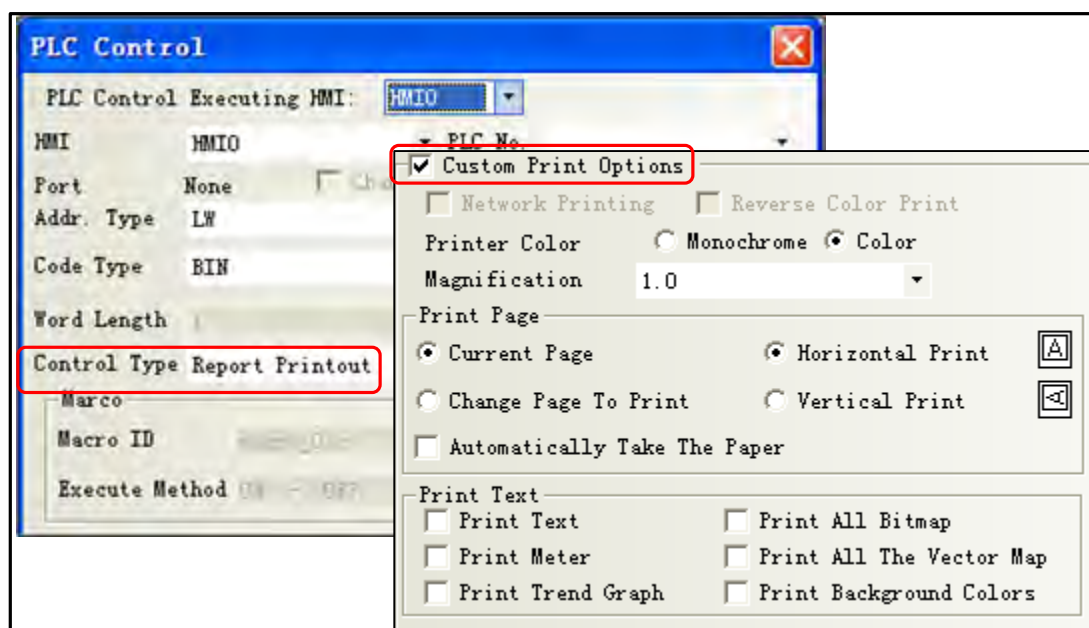 PLC Control
PLC Control Executing HMI: HMI0
HMI HMI0 PLC No.
Port None
Addr. Type LW
Code Type BIN
Word Length 1
Control Type Report Printout
Marco
Macro ID
Execute Method
Custom Print Options
Network Printing Reverse Color Print
Printer Color Monochrome Color
Magnification 1.0
Print Page
Current Page Horizontal Print A
Change Page To Print Vertical Print A
Automatically Take The Paper
Print Text
Print Text Print All Bitmap
Print Meter Print All The Vector Map
Print Trend Graph Print Background Colors